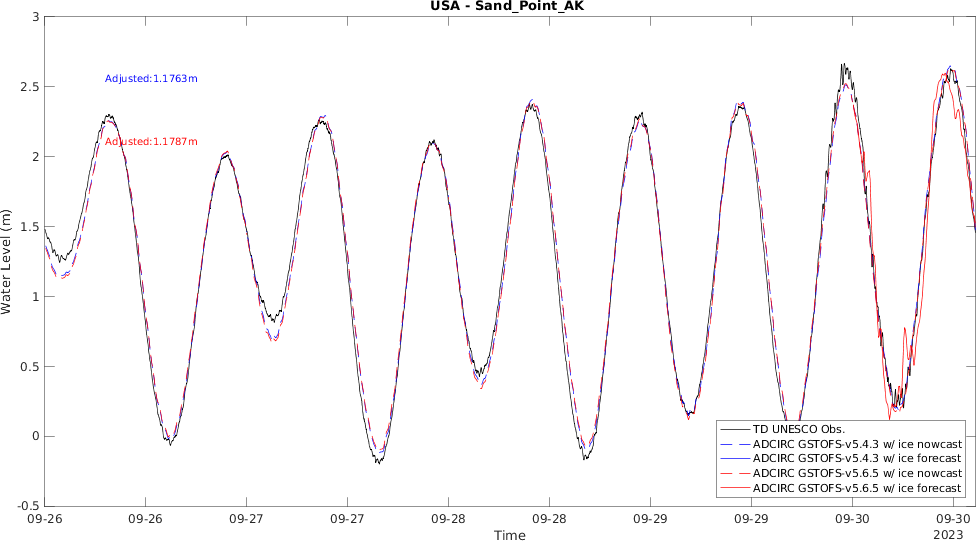 USA - Sand_Point_AK
3
2.5
2
1.5
1
0.5
0
-0.5
Water Level (m)
Adjusted:1.1763m
Adjusted:1.1787m
TD UNESCO Obs.
ADCIRC GSTOFS-v5.4.3 w/ ice nowcast
ADCIRC GSTOFS-v5.4.3 w/ ice forecast
ADCIRC GSTOFS-v5.6.5 w/ ice nowcast
ADCIRC GSTOFS-v5.6.5 w/ ice forecast
09-26 09-26 09-27 09-27 09-28 09-28 09-29 09-29 09-30 09-30
2023
Time